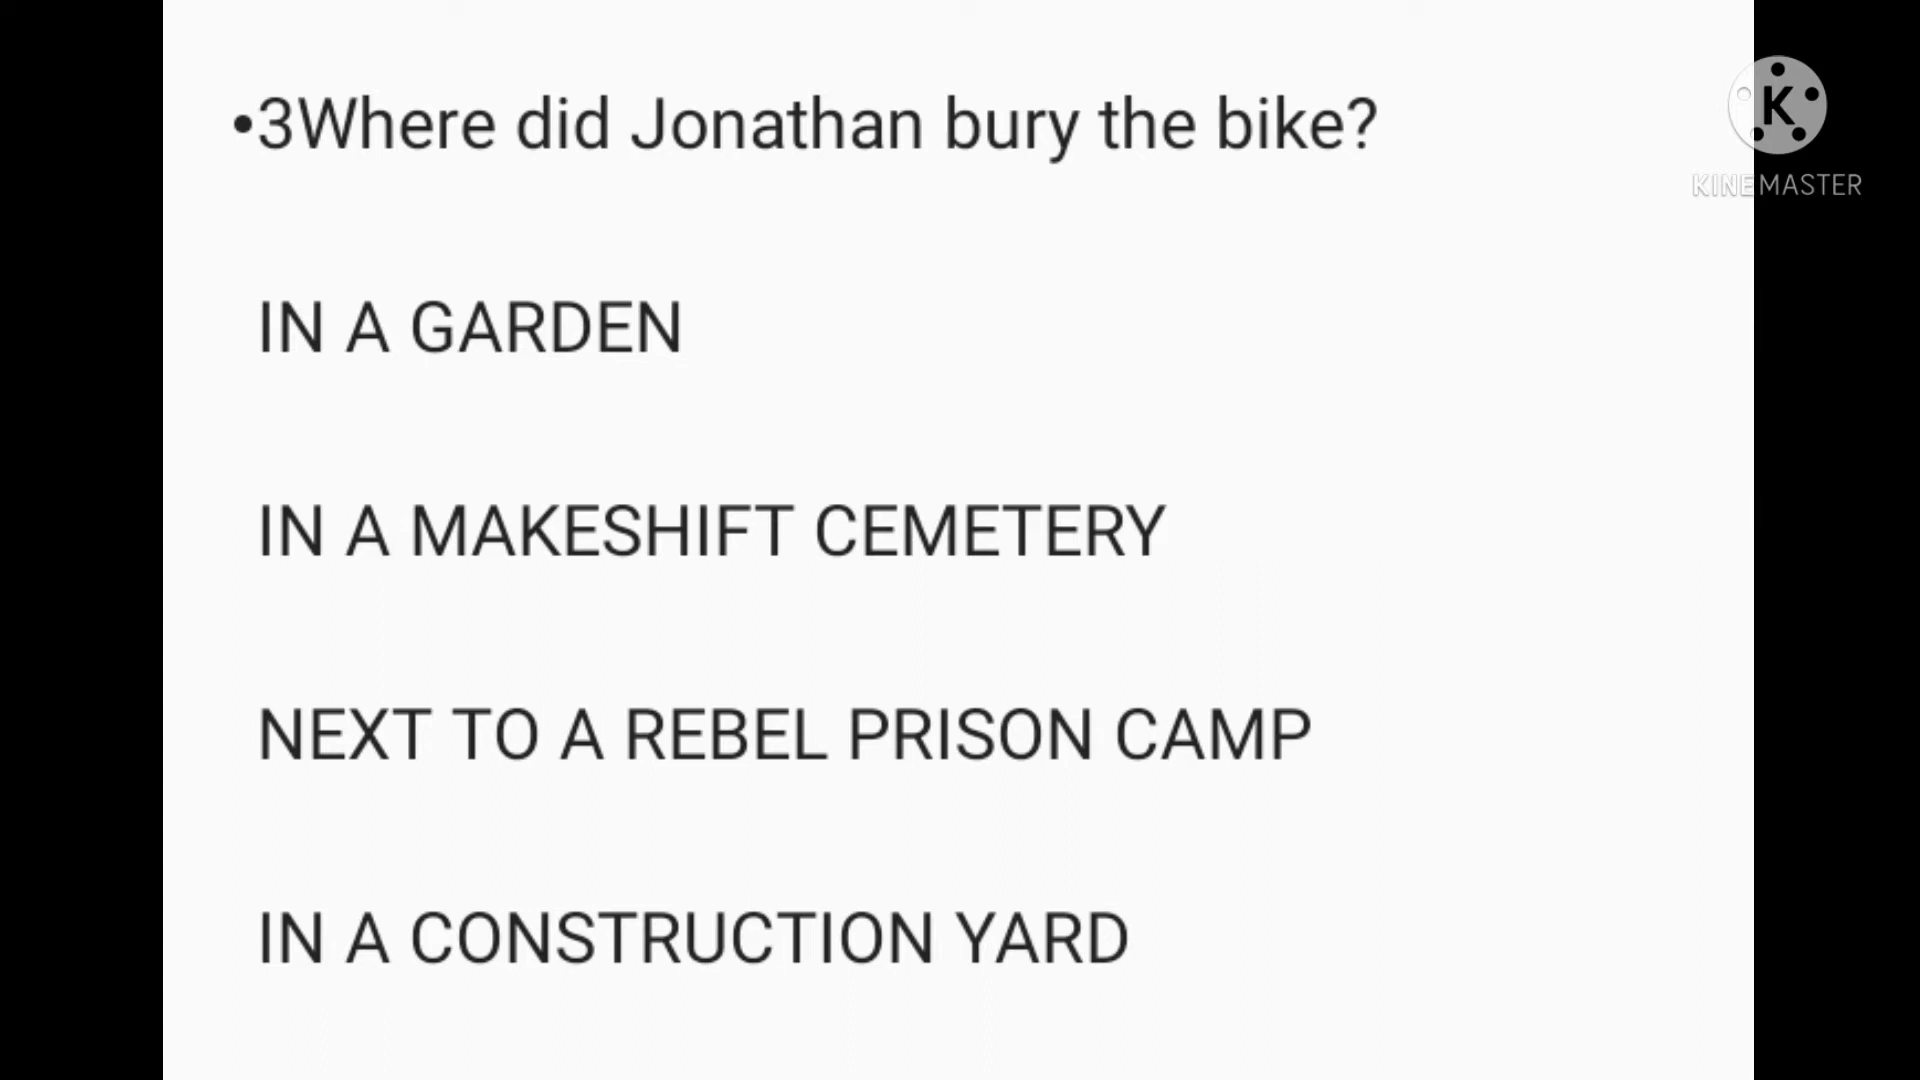 •3Where did Jonathan bury the bike?
K
KINEMASTER
IN A GARDEN
IN A MAKESHIFT CEMETERY
NEXT TO A REBEL PRISON CAMP
IN A CONSTRUCTION YARD